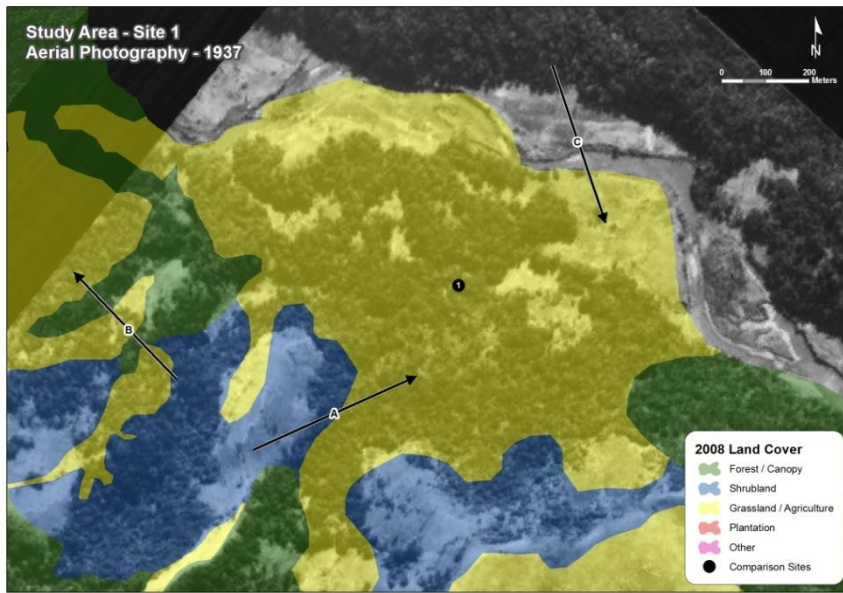 Study Area - Site 1
Aerial Photography - 1937
N
0 100 200
Meters
C
1
B
A
2008 Land Cover
Forest / Canopy
Shrubland
Grassland / Agriculture
Plantation
Other
Comparison Sites